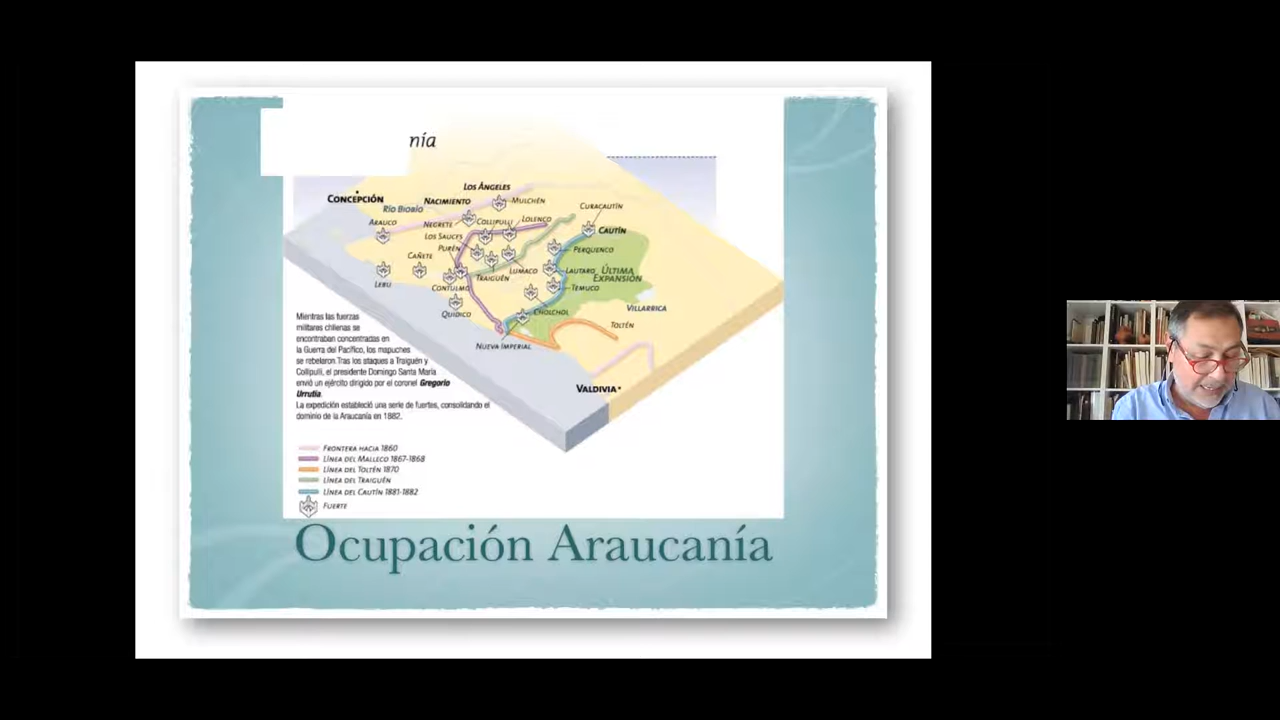 nía
CONCEPCIÓN
RÍO BIOBÍO
NACIMIENTO
LOS ÁNGELES
MULCHÉN
CURACAUTÍN
ARAUCO
NEGRETE
COLLIPULLI
LOLENCO
CAUTÍN
LOS SAUCES
PURÉN
PERQUENCO
CAÑETE
LUMACO
LAUTARO
ÚLTIMA
EXPANSIÓN
LEBU
CONTULMO
TRAIGUÉN
TEMUCO
QUIDICO
CHOLCHOL
VILLARRICA
TOLTÉN
NUEVA IMPERIAL
VALDIVIA
Mientras las fuerzas
militares chilenas se
encontraban concentradas en
la Guerra del Pacífico, los mapuches
se rebelaron. Tras los ataques a Traiguén y
Collipulli, el presidente Domingo Santa María
envió un ejército dirigido por el coronel Gregorio
Urrutia.
La expedición estableció una serie de fuertes, consolidando el
dominio de la Araucanía en 1882.
FRONTERA HACIA 1860
LÍNEA DEL MALLECO 1867-1868
LÍNEA DEL TOLTÉN 1870
LÍNEA DEL TRAIGUÉN
LÍNEA DEL CAUTÍN 1881-1882
FUERTE
Ocupación Araucanía